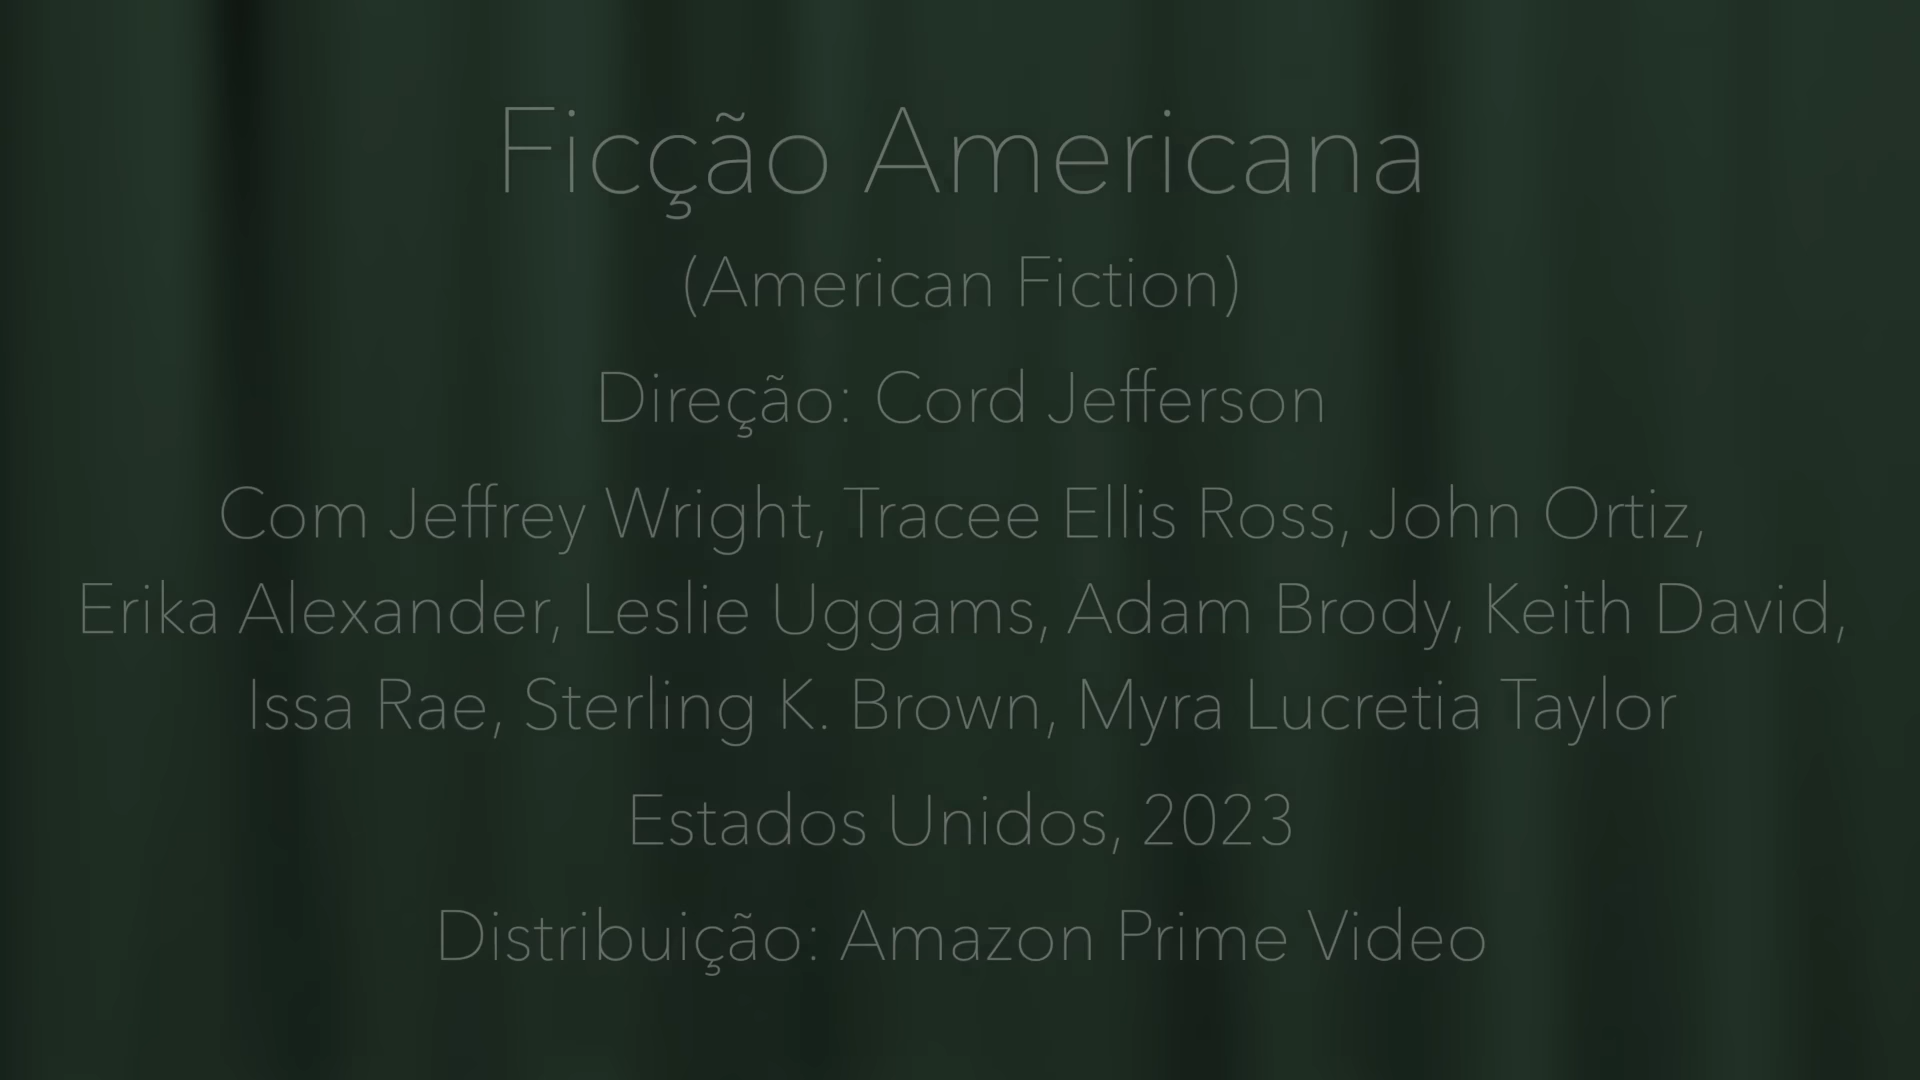 Ficção Americana
(American Fiction)
Direção: Cord Jefferson
Com Jeffrey Wright, Tracee Ellis Ross, John Ortiz,
Erika Alexander, Leslie Uggams, Adam Brody, Keith David,
Issa Rae, Sterling K. Brown, Myra Lucretia Taylor
Estados Unidos, 2023
Distribuição: Amazon Prime Video